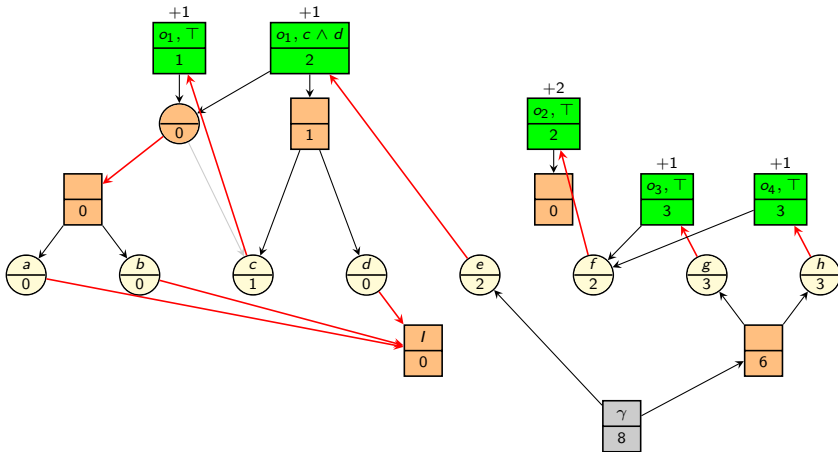 +1 +1
o₁, ⊤ o₁, c ∧ d
1 2
+2
o₂, ⊤
0 1 2
+1 +1
o₃, ⊤ o₄, ⊤
0 0 3 3
a b c d e f g h
0 0 1 0 2 2 3 3
I
0 6
γ
8